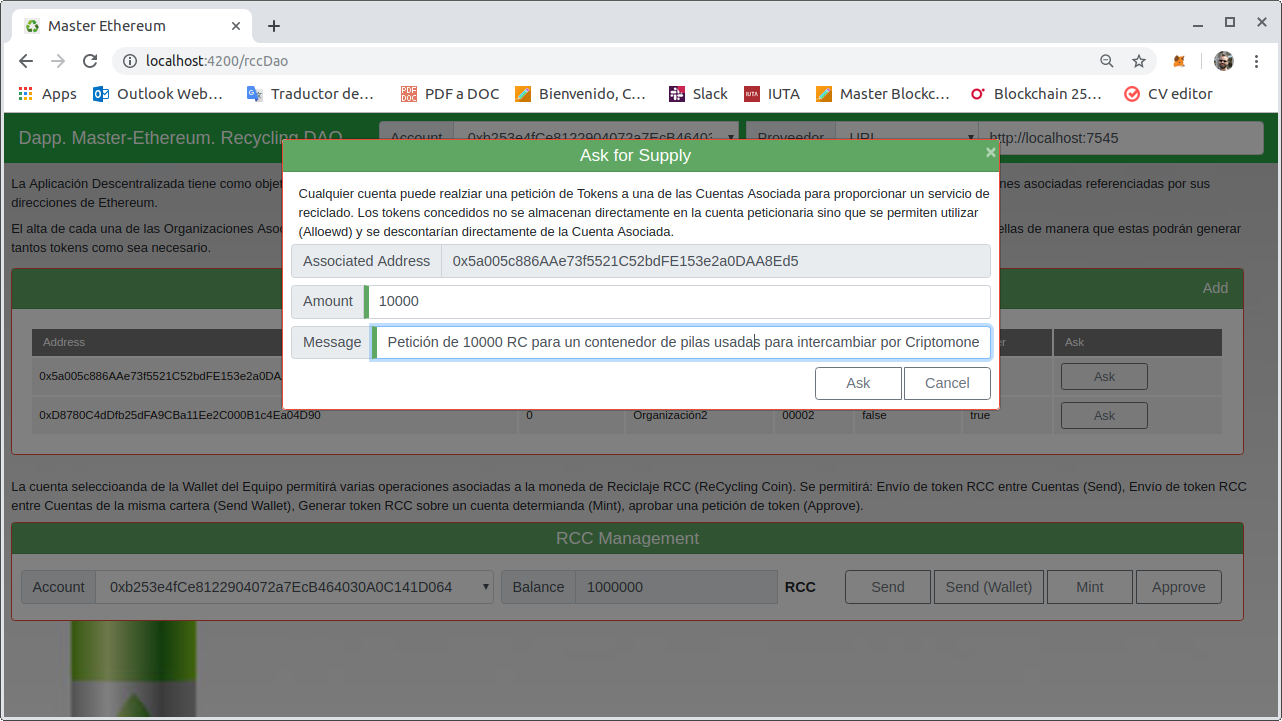 Master Ethereum
localhost:4200/rccDao
Apps Outlook Web... Traductor de... PDF a DOC Bienvenido, C... Slack IUTA Master Blockc... Blockchain 25... CV editor
Dapp. Master-Ethereum. Recycling DAO Account 0xb253e4fCe8122904072a7EcB464030 Proveedor URL http://localhost:7545
Ask for Supply ×
La Aplicación Descentralizada tiene como obje nes asociadas referenciadas por sus
direcciones de Ethereum.
El alta de cada una de las Organizaciones Asoc ellas de manera que estas podrán generar
tantos tokens como sea necesario.
Cualquier cuenta puede realziar una petición de Tokens a una de las Cuentas Asociada para proporcionar un servicio de
reciclado. Los tokens concedidos no se almacenan directamente en la cuenta peticionaria sino que se permiten utilizar
(Alloewd) y se descontarían directamente de la Cuenta Asociada.
Associated Address 0x5a005c886AAe73f5521C52bdFE153e2a0DAA8Ed5
Amount 10000
Message Petición de 10000 RC para un contenedor de pilas usadas para intercambiar por Criptomone
Ask Cancel
Add
Address Ask
0x5a005c886AAe73f5521C52bdFE153e2a0DA Ask
0xD8780C4dDfb25dFA9CBa11Ee2C000B1c4Ea04D90 0 Organización2 00002 false true Ask
La cuenta seleccioanda de la Wallet del Equipo permitirá varias operaciones asociadas a la moneda de Reciclaje RCC (ReCycling Coin). Se permitirá: Envío de token RCC entre Cuentas (Send), Envío de token RCC
entre Cuentas de la misma cartera (Send Wallet), Generar token RCC sobre un cuenta determianda (Mint), aprobar una petición de token (Approve).
RCC Management
Account 0xb253e4fCe8122904072a7EcB464030A0C141D064 Balance 1000000 RCC Send Send (Wallet) Mint Approve